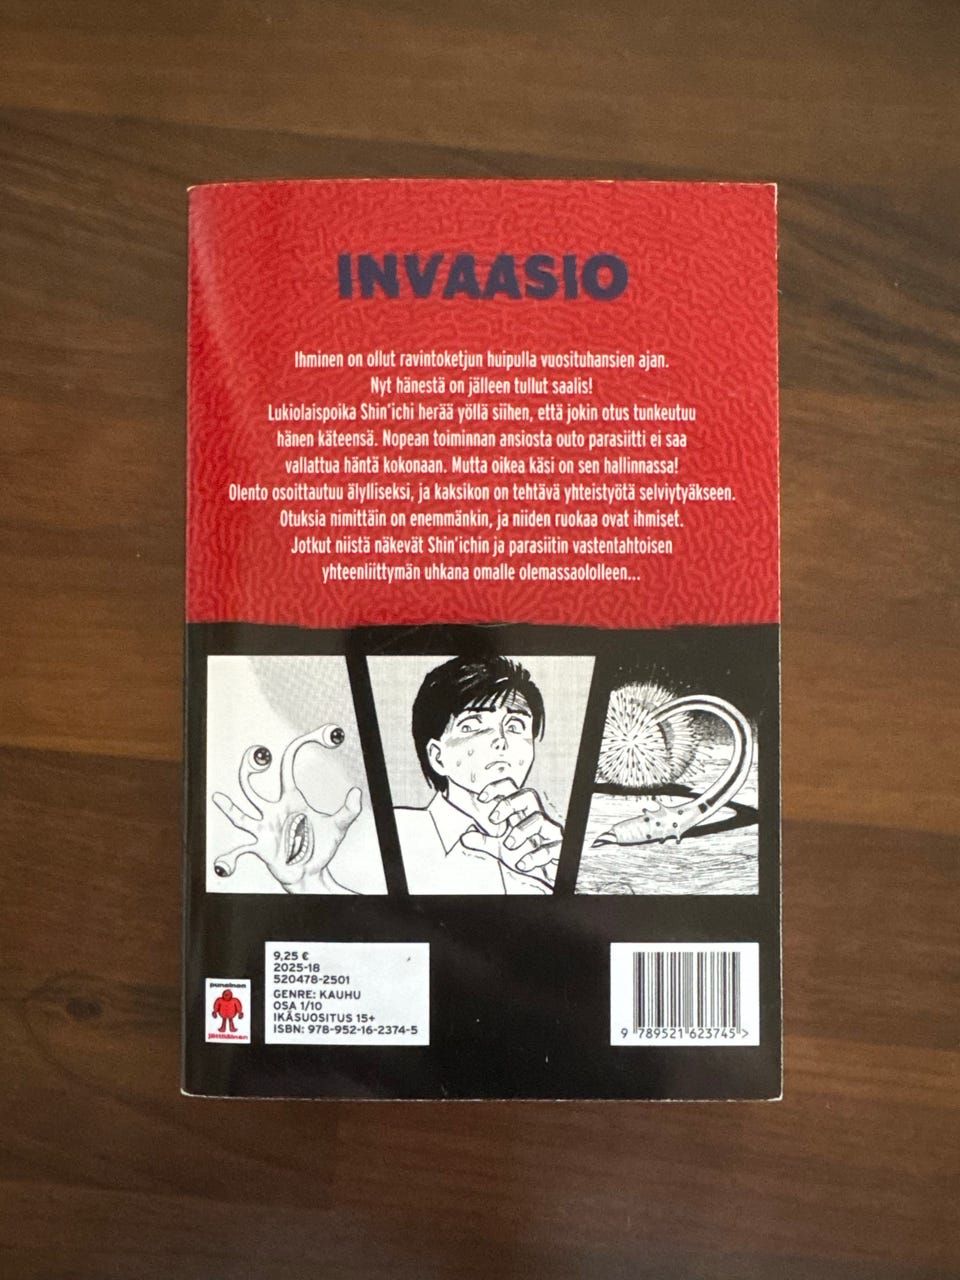 INVAASIO
Ihminen on ollut ravintoketjun huipulla vuosituhansien ajan.
Nyt hänestä on jälleen tullut saalis!
Lukiolaispoika Shin'ichi herää yöllä siihen, että jokin otus tunkeutuu
hänen käteensä. Nopean toiminnan ansiosta outo parasiitti ei saa
vallattua häntä kokonaan. Mutta oikea käsi on sen hallinnassa!
Olento osoittautuu älylliseksi, ja kaksikon on tehtävä yhteistyötä selviytyäkseen.
Otuksia nimittäin on enemmänkin, ja niiden ruokaa ovat ihmiset.
Jotkut niistä näkevät Shin'ichin ja parasiitin vastentahtoisen
yhteenliittymän uhkana omalle olemassaololleen...
punainen
jättiläinen
9,25 €
2025-18
520478-2501
GENRE: KAUHU
OSA 1/10
IKÄSUOSITUS 15+
ISBN: 978-952-16-2374-5
9 789521 623745 >